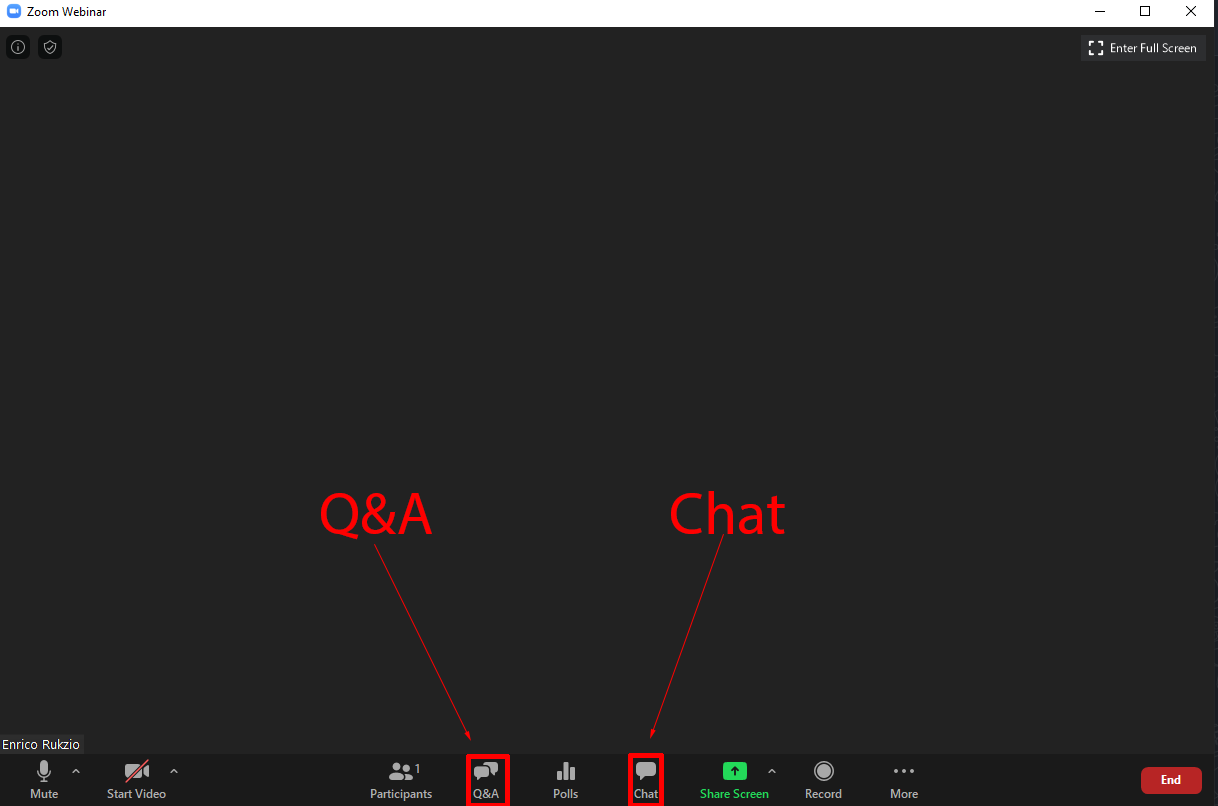 Zoom Webinar
Enter Full Screen
Q&A Chat
Enrico Rukzio
1
Mute Start Video Participants Q&A Polls Chat Share Screen Record More End